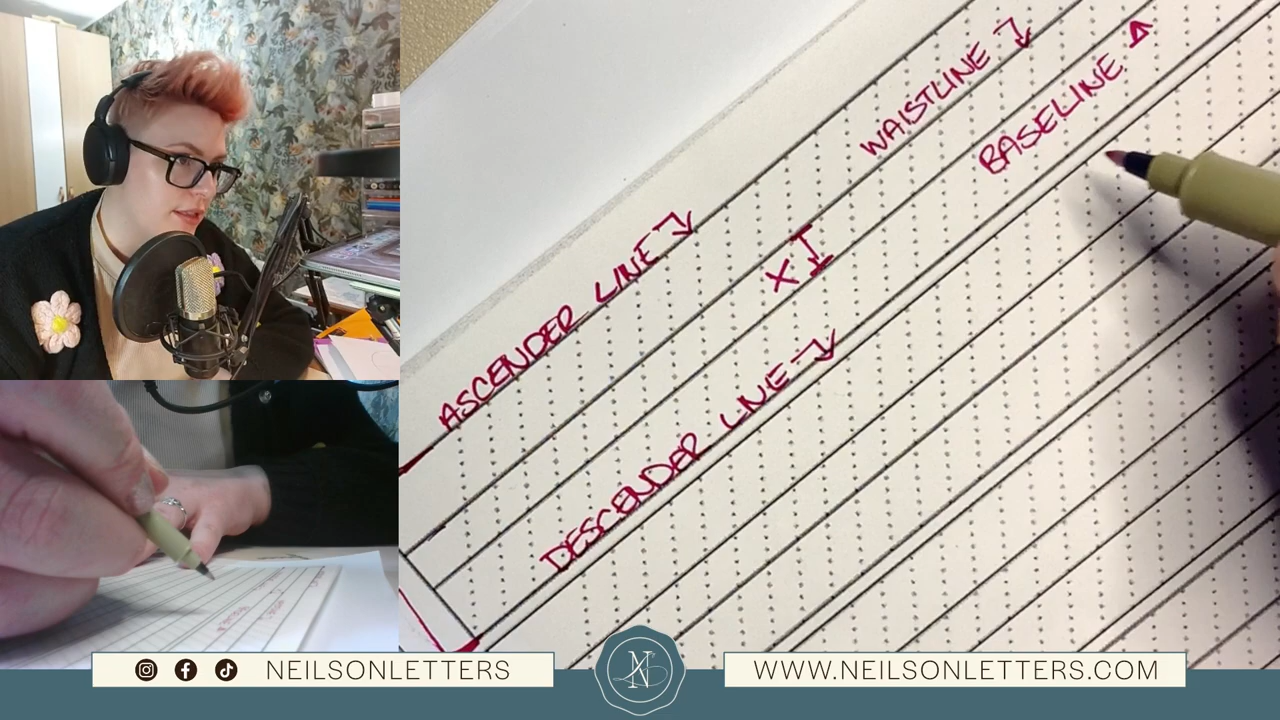 WAISTLINE
BASELINE
ASCENDER LINE
X
DESCENDER LINE
NEILSONLETTERS
N
WWW.NEILSONLETTERS.COM